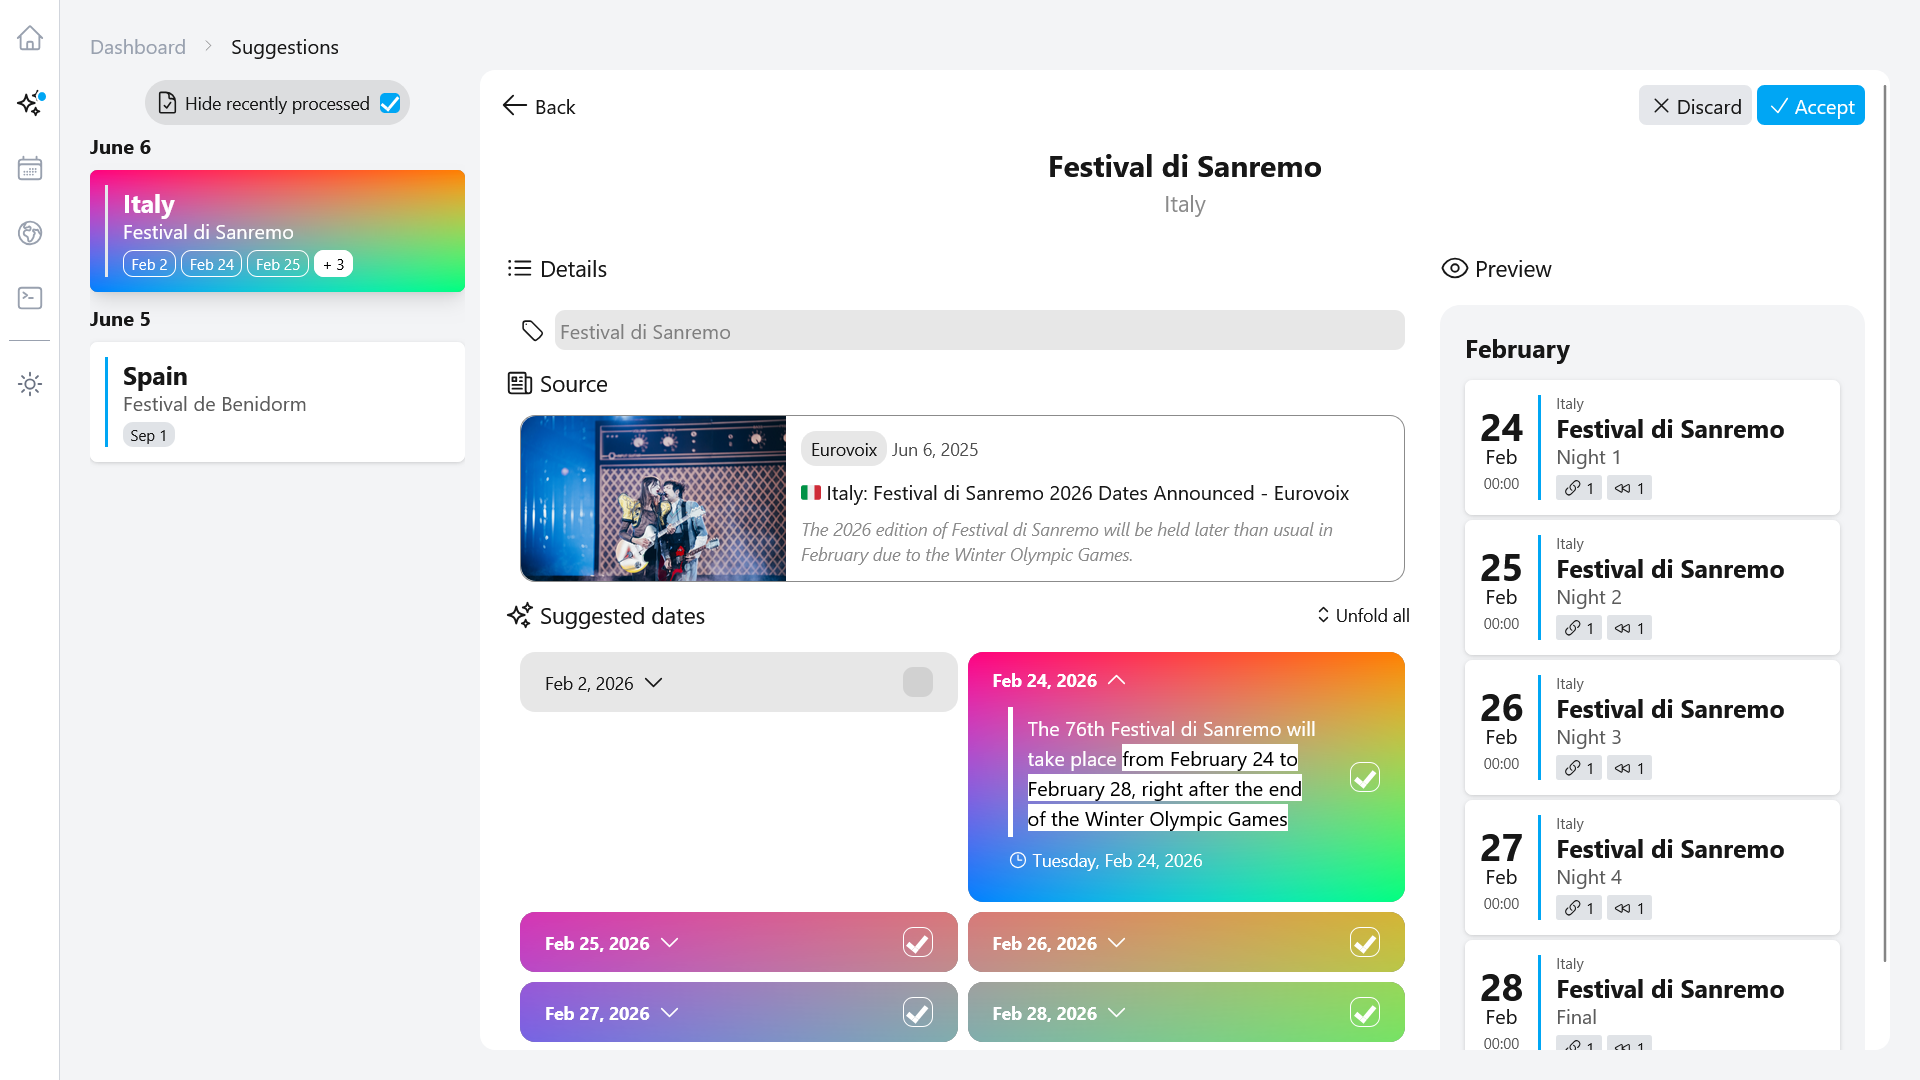 Dashboard > Suggestions
Hide recently processed
June 6
Italy
Festival di Sanremo
Feb 2 Feb 24 Feb 25 + 3
June 5
Spain
Festival de Benidorm
Sep 1
Back
Discard
Accept
Festival di Sanremo
Italy
Details
Festival di Sanremo
Source
Eurovoix Jun 6, 2025
🇮🇹 Italy: Festival di Sanremo 2026 Dates Announced - Eurovoix
The 2026 edition of Festival di Sanremo will be held later than usual in
February due to the Winter Olympic Games.
Suggested dates
Unfold all
Feb 2, 2026
Feb 24, 2026
The 76th Festival di Sanremo will
take place from February 24 to
February 28, right after the end
of the Winter Olympic Games
Tuesday, Feb 24, 2026
Feb 25, 2026
Feb 26, 2026
Feb 27, 2026
Feb 28, 2026
Preview
February
24
Feb
00:00
Italy
Festival di Sanremo
Night 1
1 1
25
Feb
00:00
Italy
Festival di Sanremo
Night 2
1 1
26
Feb
00:00
Italy
Festival di Sanremo
Night 3
1 1
27
Feb
00:00
Italy
Festival di Sanremo
Night 4
1 1
28
Feb
00:00
Italy
Festival di Sanremo
Final
1 1